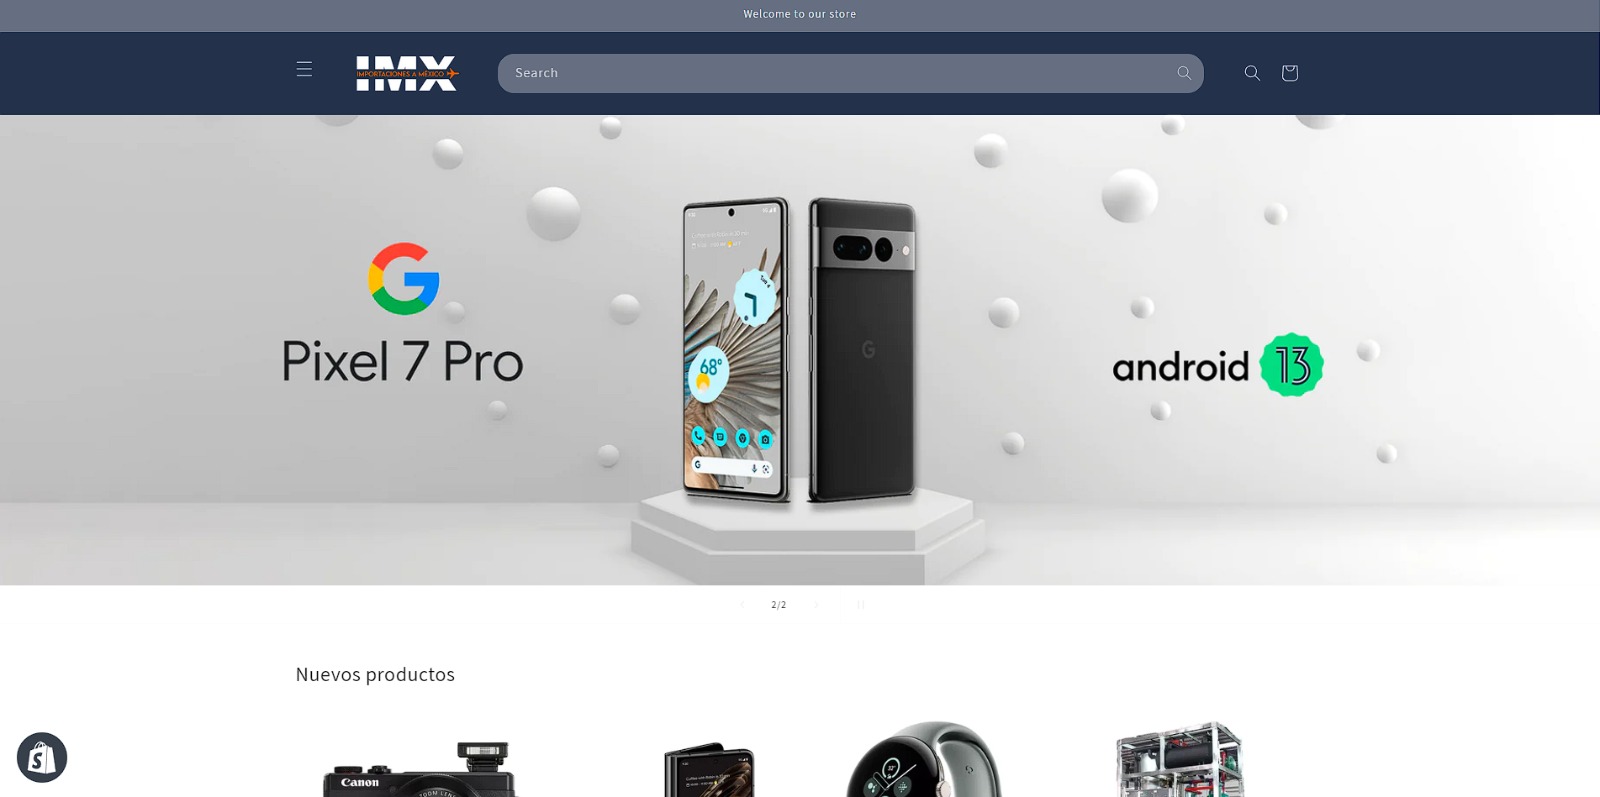 Welcome to our store
IMX
IMPORTACIONES A MÉXICO
Search
Pixel 7 Pro
68°
G
android 13
2/2
Nuevos productos
Canon
32°